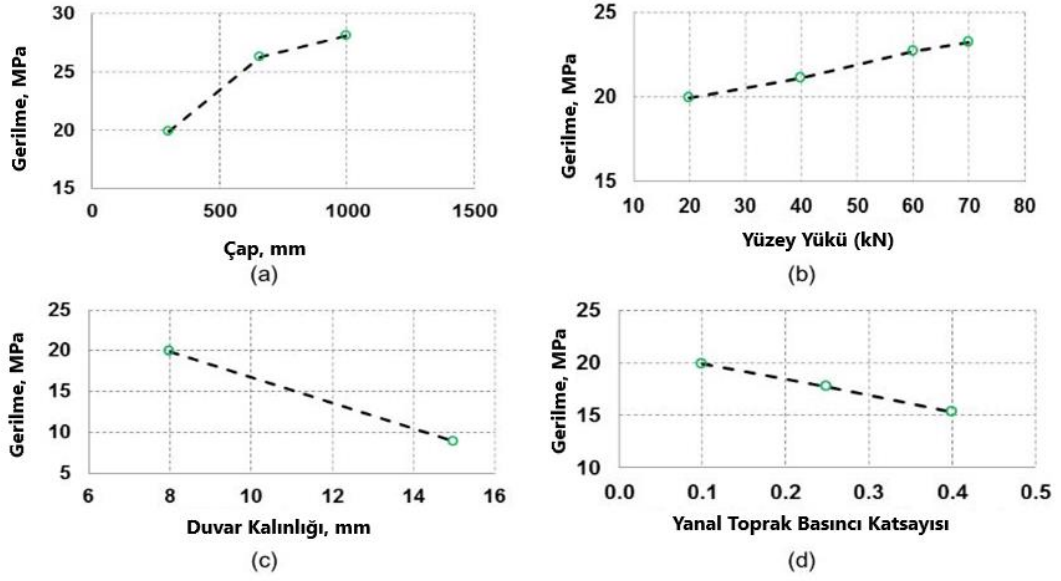 30
25
20
15
Gerilme, MPa
0 500 1000 1500
Çap, mm
(a)
25
20
15
Gerilme, MPa
10 20 30 40 50 60 70 80
Yüzey Yükü (kN)
(b)
25
20
15
10
5
Gerilme, MPa
6 8 10 12 14 16
Duvar Kalınlığı, mm
(c)
25
20
15
10
Gerilme, MPa
0.0 0.1 0.2 0.3 0.4 0.5
Yanal Toprak Basıncı Katsayısı
(d)